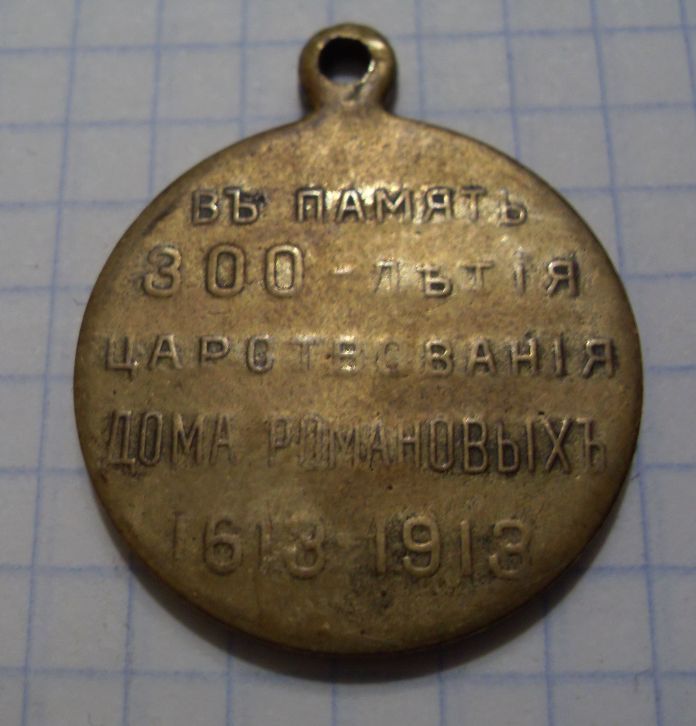 ВЪ ПАМЯТЬ
300-ЛѢТІЯ
ЦАРСТВОВАНІЯ
ДОМА РОМАНОВЫХЪ
1613-1913